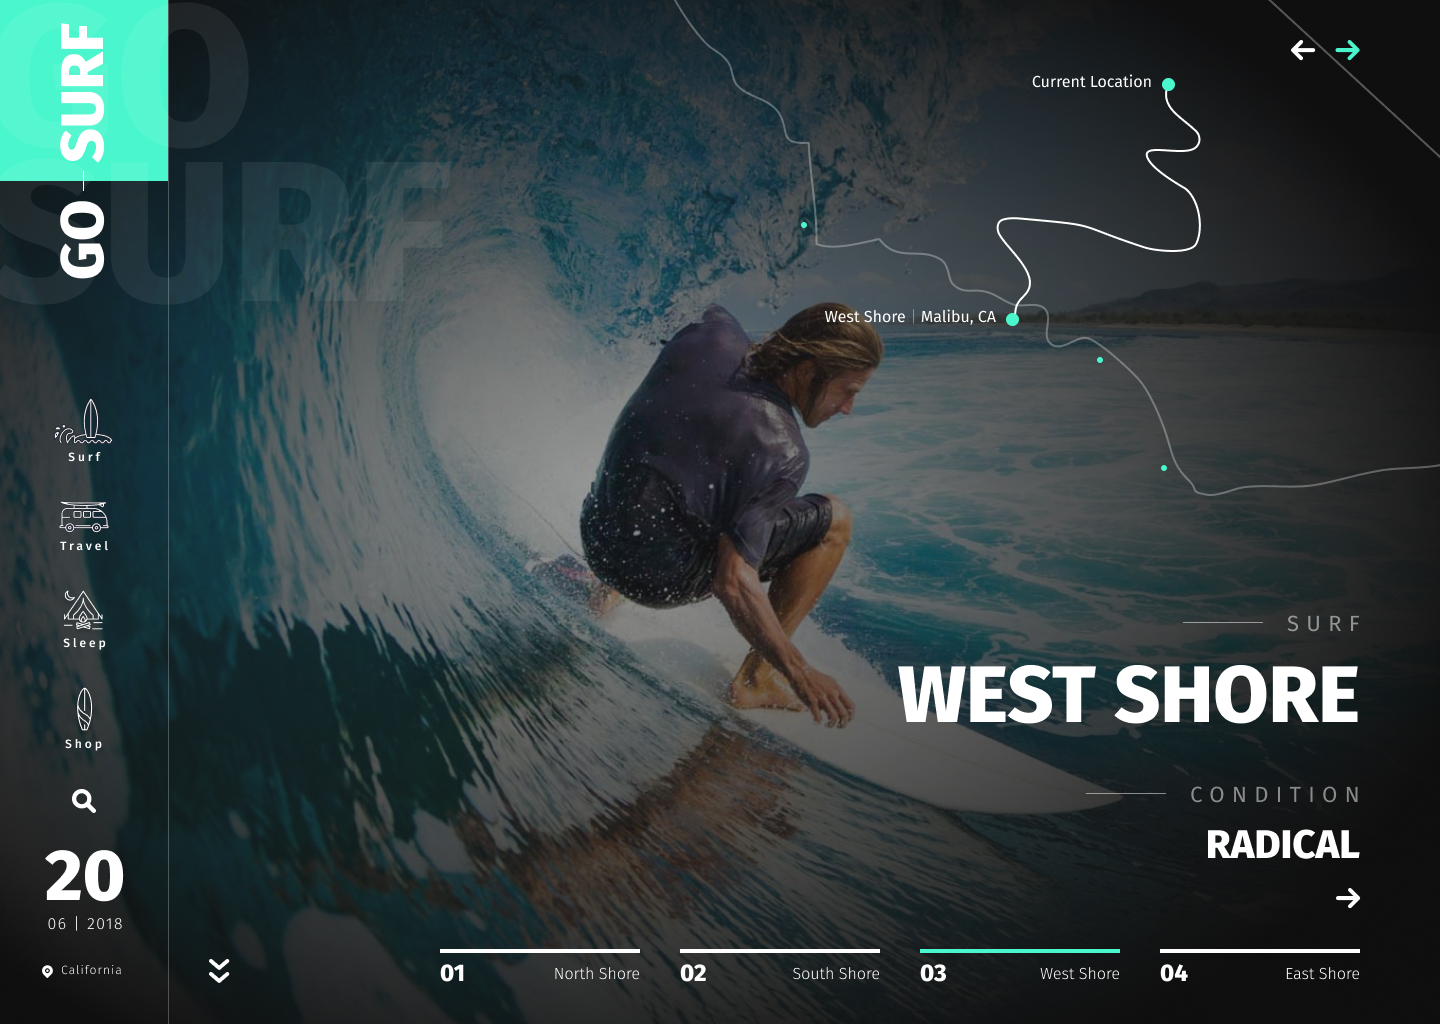 GO SURF
GO — SURF
Surf
Travel
Sleep
Shop
20
06 | 2018
California
Current Location
West Shore | Malibu, CA
SURF
WEST SHORE
CONDITION
RADICAL
01 North Shore
02 South Shore
03 West Shore
04 East Shore